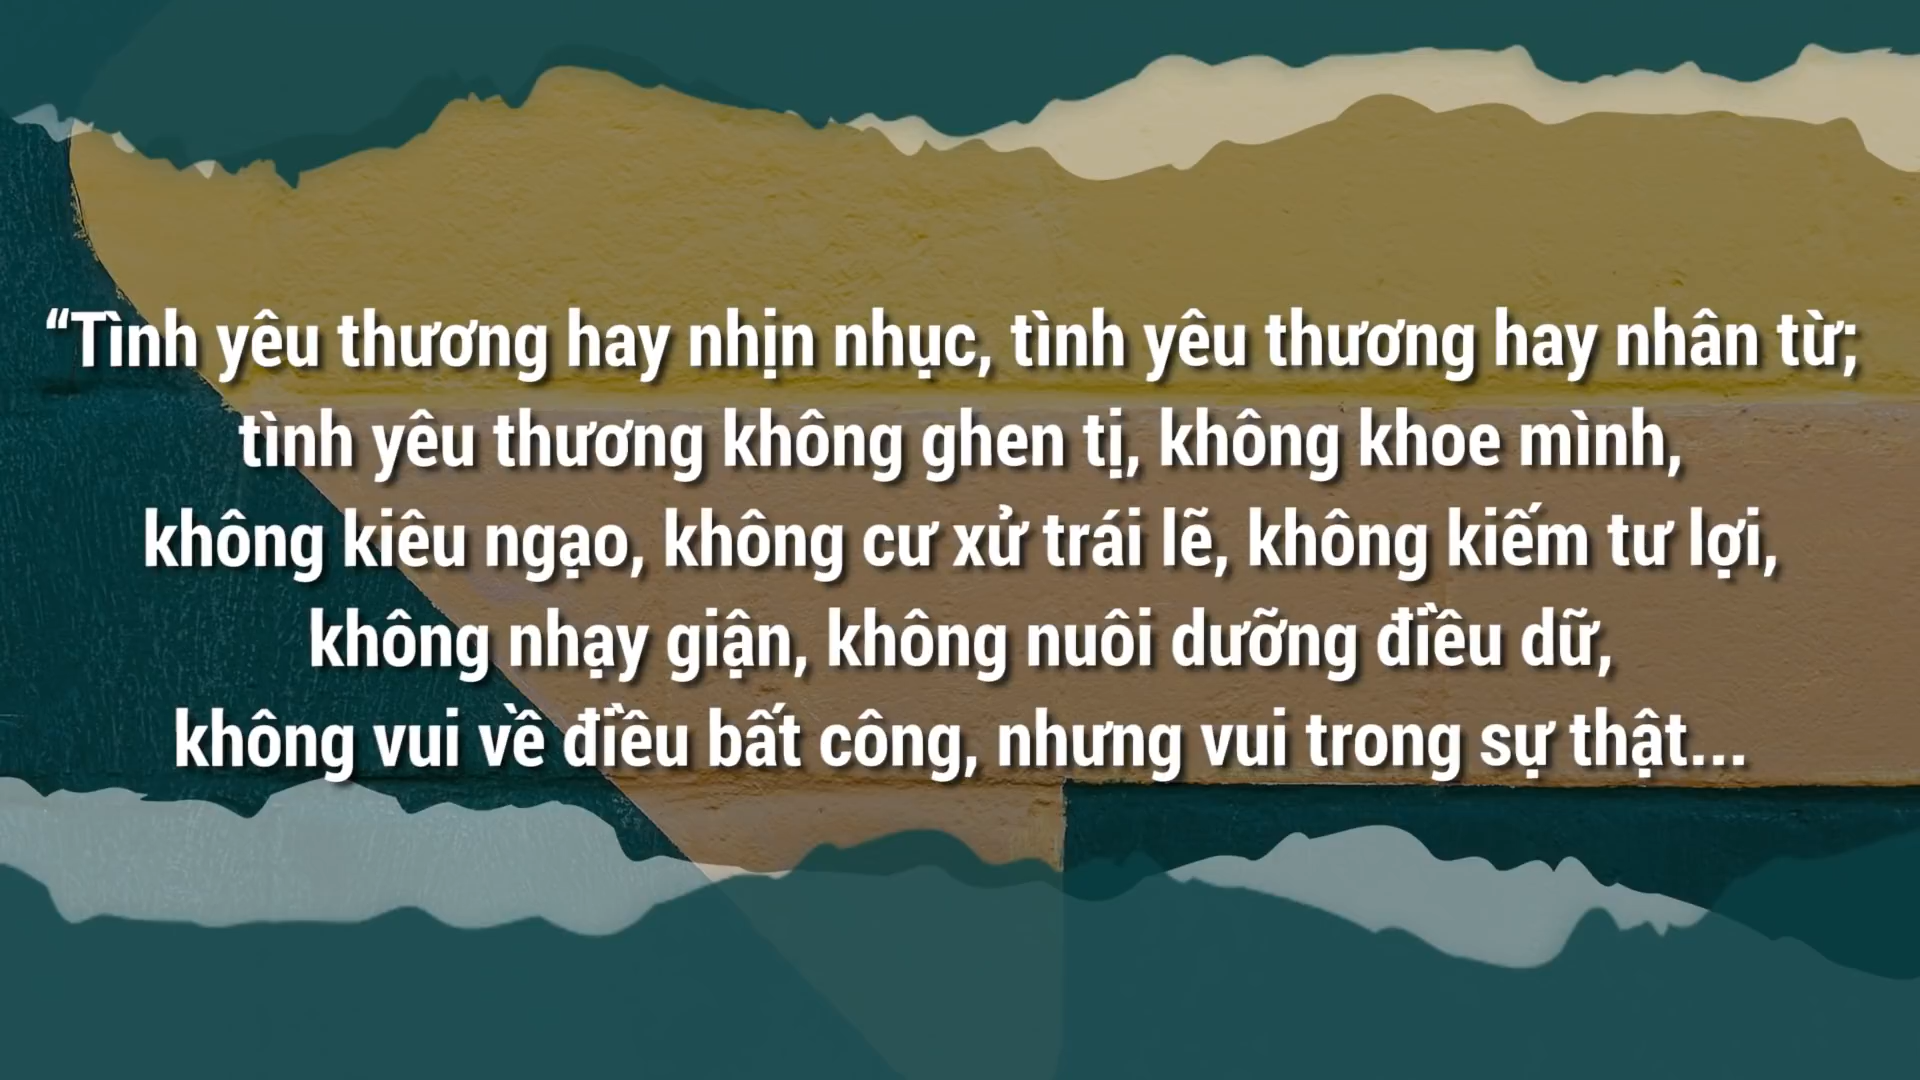 “Tình yêu thương hay nhịn nhục, tình yêu thương hay nhân từ;
tình yêu thương không ghen tị, không khoe mình,
không kiêu ngạo, không cư xử trái lẽ, không kiếm tư lợi,
không nhạy giận, không nuôi dưỡng điều dữ,
không vui về điều bất công, nhưng vui trong sự thật...